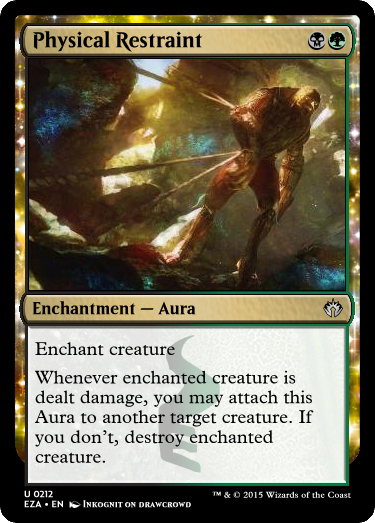 Physical Restraint
Enchantment — Aura
Enchant creature
Whenever enchanted creature is
dealt damage, you may attach this
Aura to another target creature. If
you don't, destroy enchanted
creature.
U 0212
EZA • EN Inkognit on drawcrowd
™ & © 2015 Wizards of the Coast